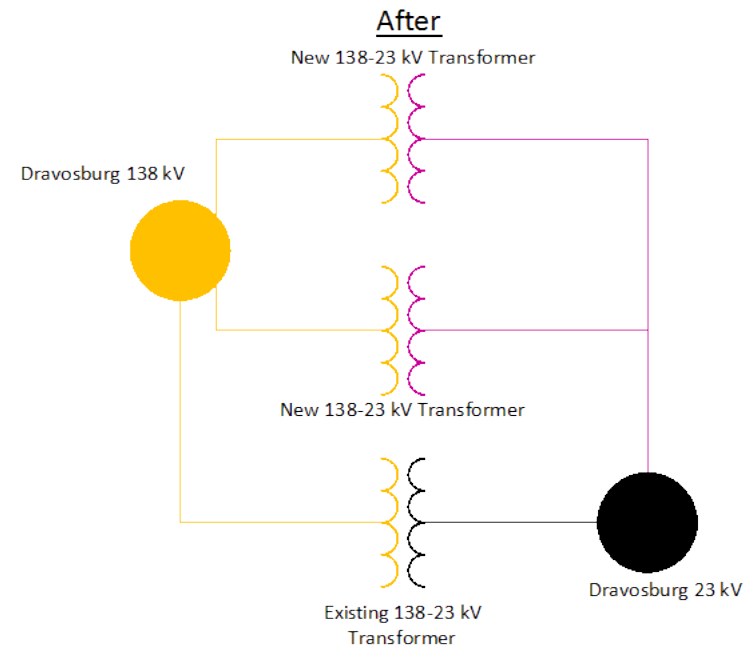 After
New 138-23 kV Transformer
Dravosburg 138 kV
New 138-23 kV Transformer
Dravosburg 23 kV
Existing 138-23 kV
Transformer